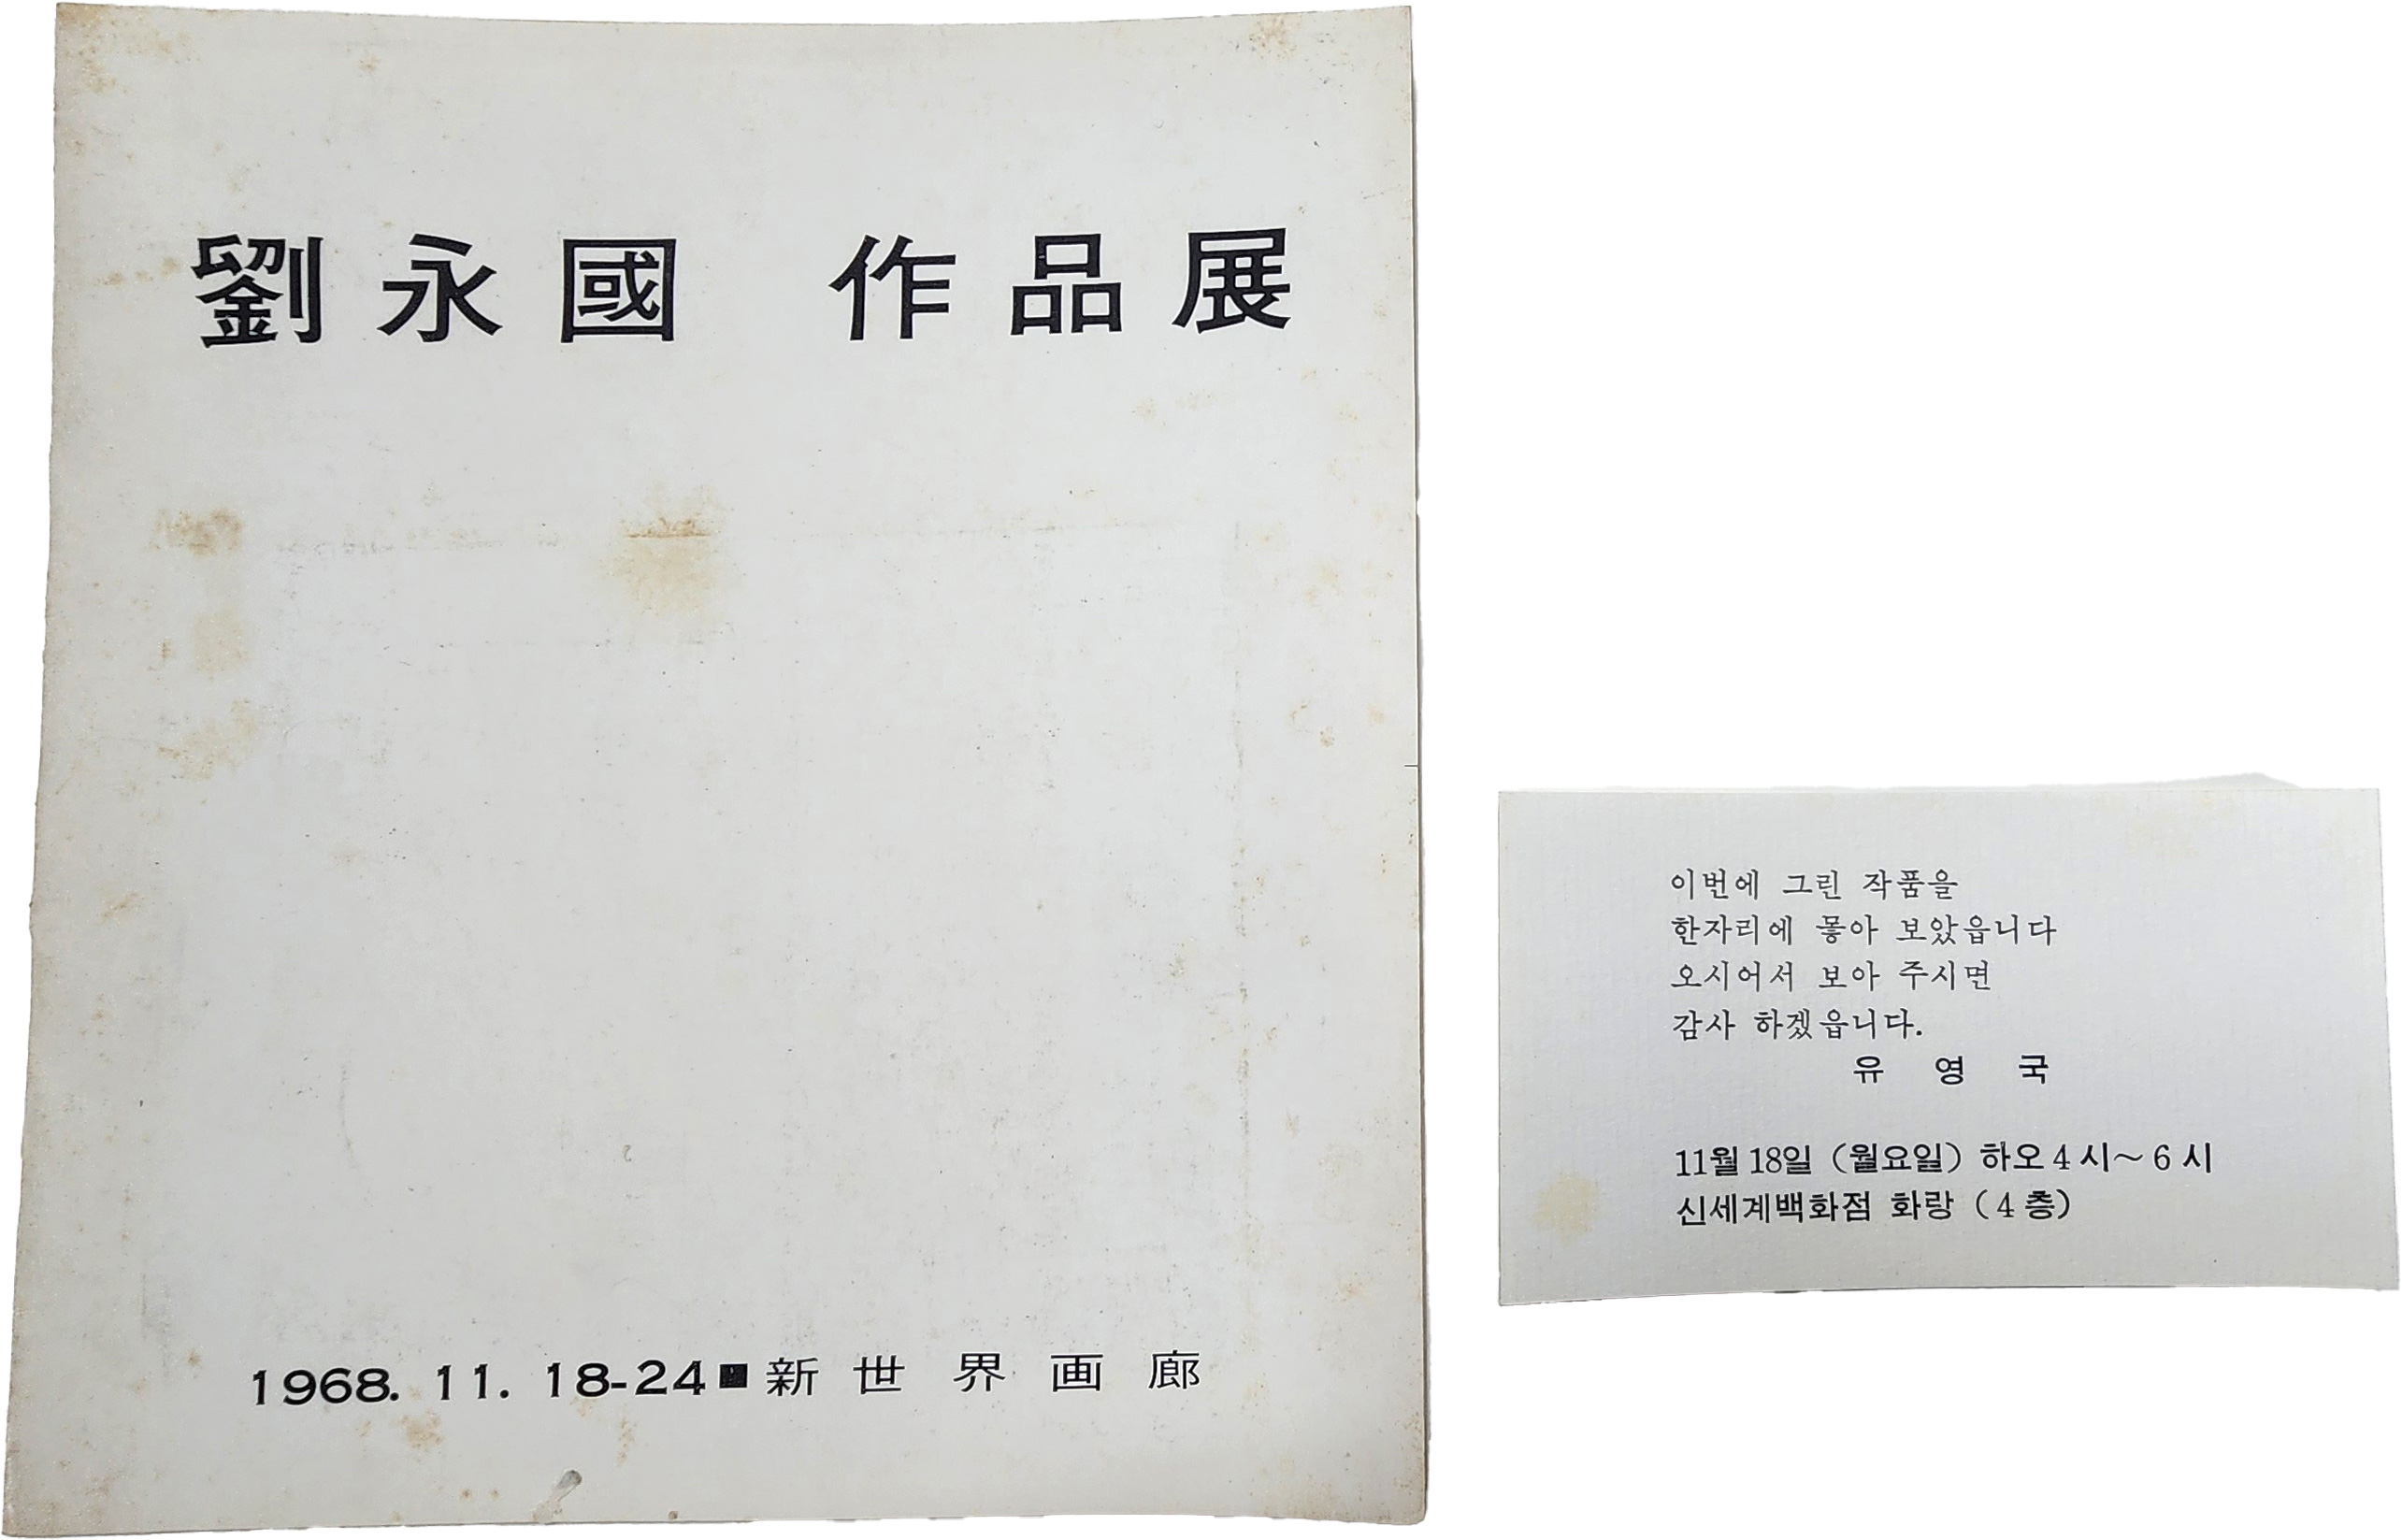 劉永國 作品展
1968. 11. 18-24■新世界画廊
이번에 그린 작품을
한자리에 몽아 보았읍니다
오시어서 보아 주시면
감사 하겠읍니다.
유 영 국
11월 18일 (월요일) 하오 4시~6시
신세계백화점 화랑 (4층)